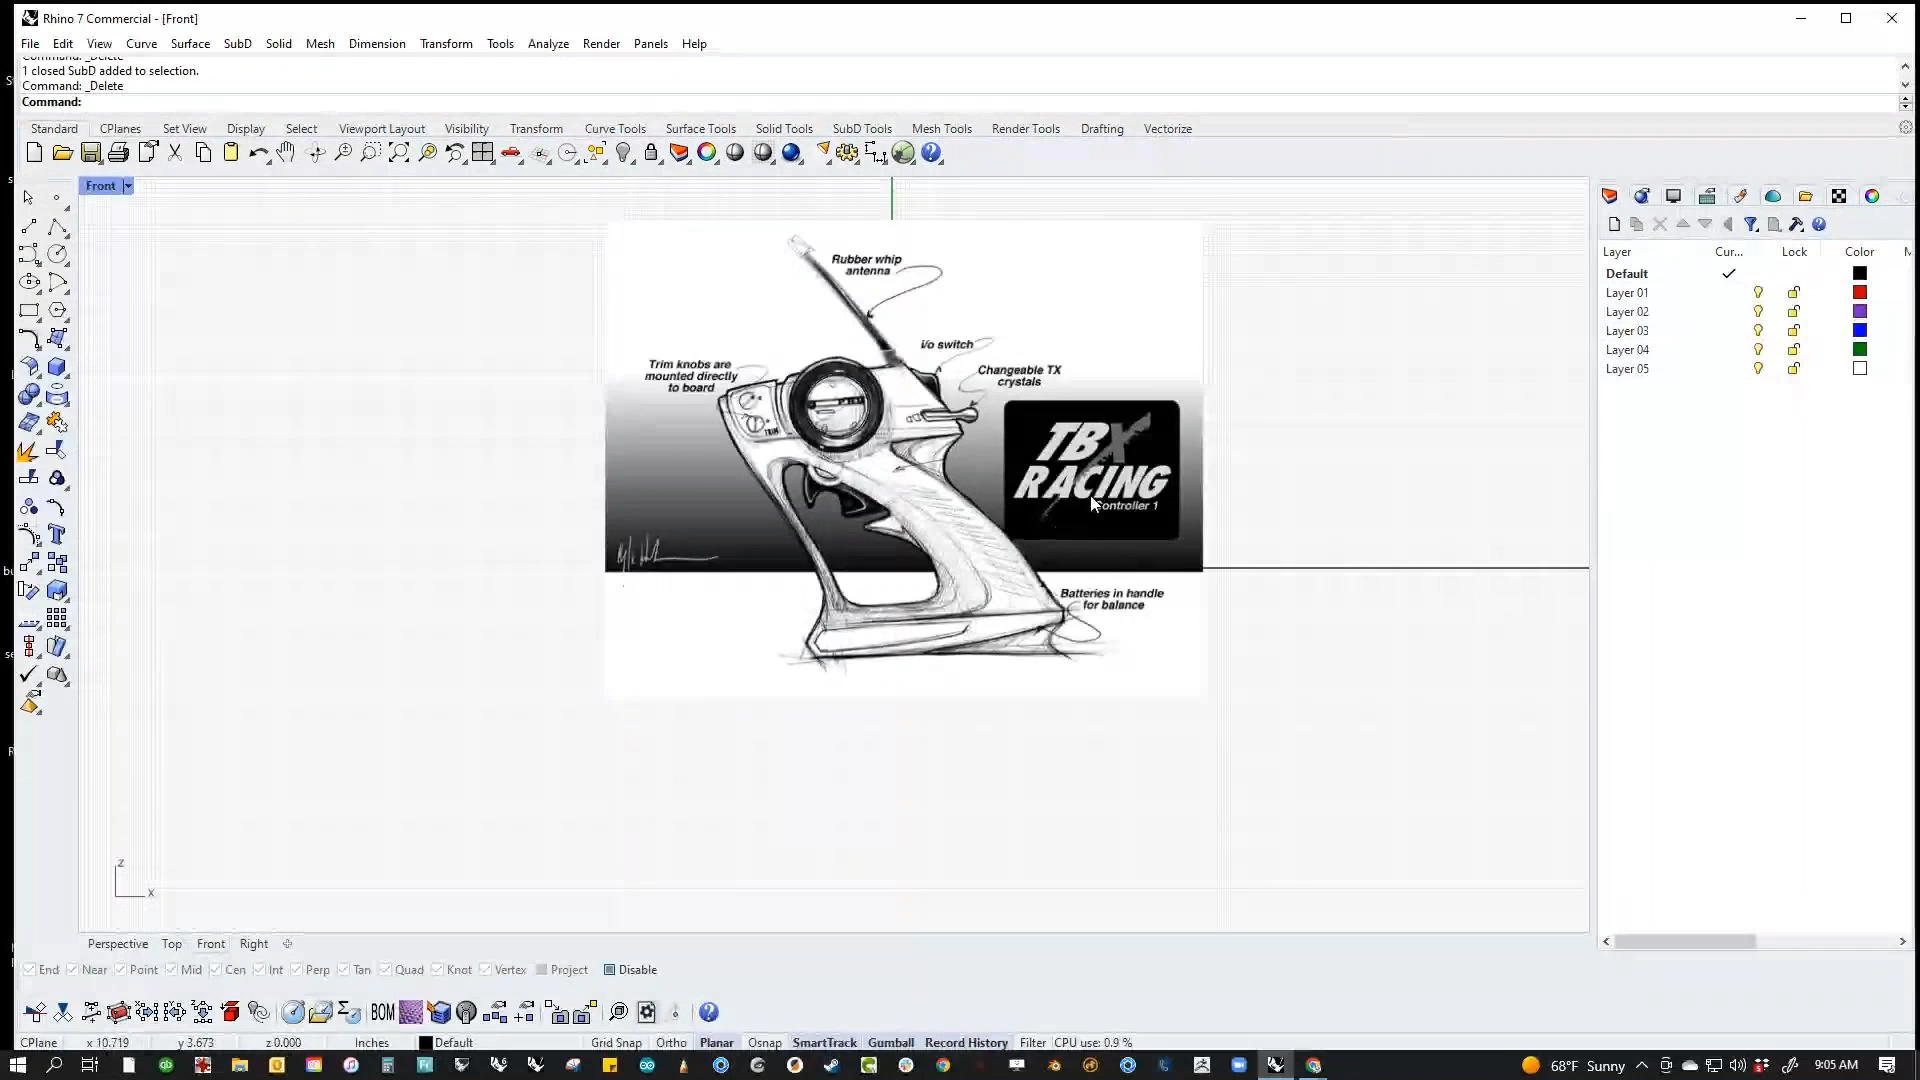 Rhino 7 Commercial - [Front]
File Edit View Curve Surface SubD Solid Mesh Dimension Transform Tools Analyze Render Panels Help
Command: _Delete
1 closed SubD added to selection.
Command: _Delete
Command:
Standard CPlanes Set View Display Select Viewport Layout Visibility Transform Curve Tools Surface Tools Solid Tools SubD Tools Mesh Tools Render Tools Drafting Vectorize
Front
Layer Cur... Lock Color
Default
Layer 01
Layer 02
Layer 03
Layer 04
Layer 05
Rubber whip
antenna
i/o switch
Trim knobs are
mounted directly
to board
Changeable TX
crystals
TRIM
TBX
RACING
Controller 1
Batteries in handle
for balance
z
x
Perspective Top Front Right
End Near Point Mid Cen Int Perp Tan Quad Knot Vertex Project Disable
BOM
CPlane x 10.719 y 3.673 z 0.000 Inches Default Grid Snap Ortho Planar Osnap SmartTrack Gumball Record History Filter CPU use: 0.9 %
68°F Sunny 9:05 AM